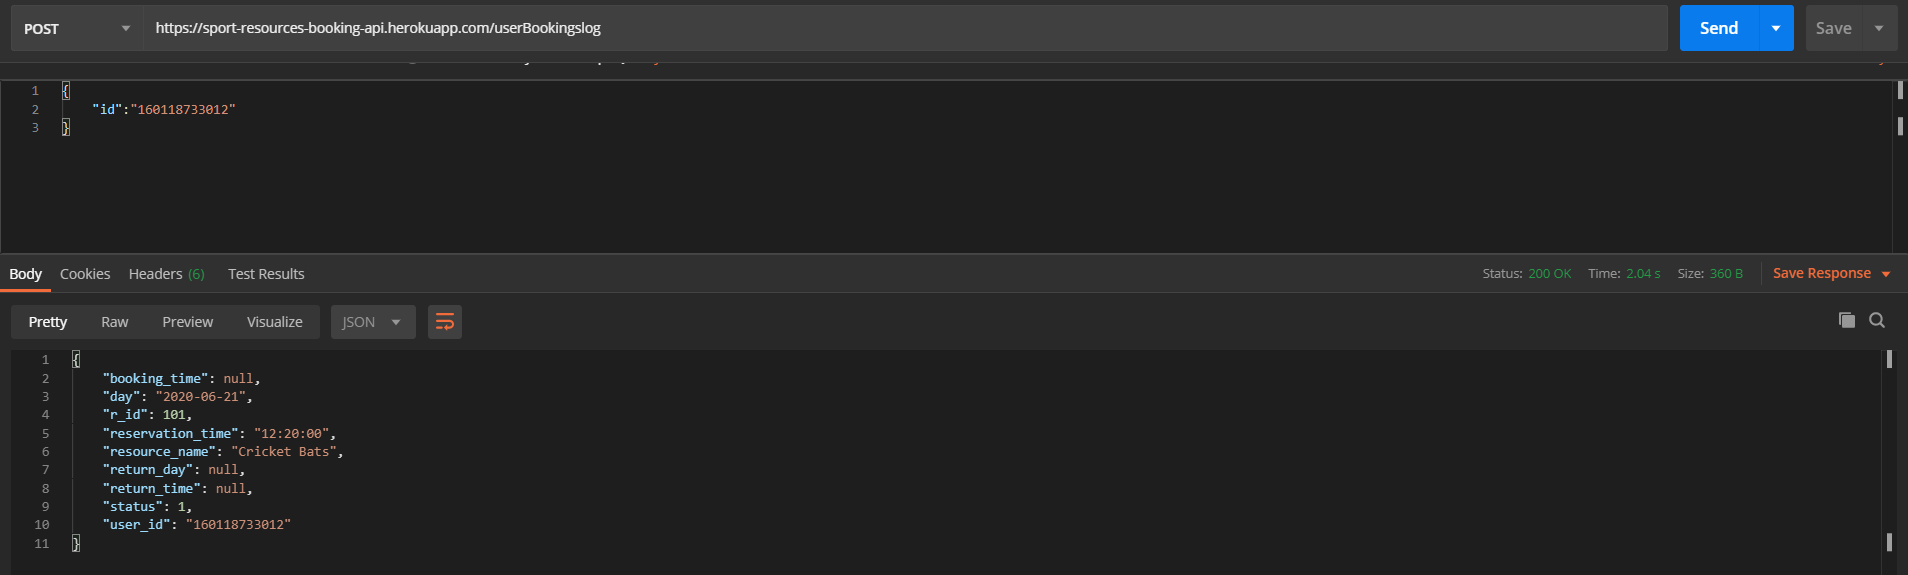 POST https://sport-resources-booking-api.herokuapp.com/userBookingslog Send Save
1 {
2 "id":"160118733012"
3 }
Body Cookies Headers (6) Test Results Status: 200 OK Time: 2.04 s Size: 360 B Save Response
Pretty Raw Preview Visualize JSON
1 {
2 "booking_time": null,
3 "day": "2020-06-21",
4 "r_id": 101,
5 "reservation_time": "12:20:00",
6 "resource_name": "Cricket Bats",
7 "return_day": null,
8 "return_time": null,
9 "status": 1,
10 "user_id": "160118733012"
11 }